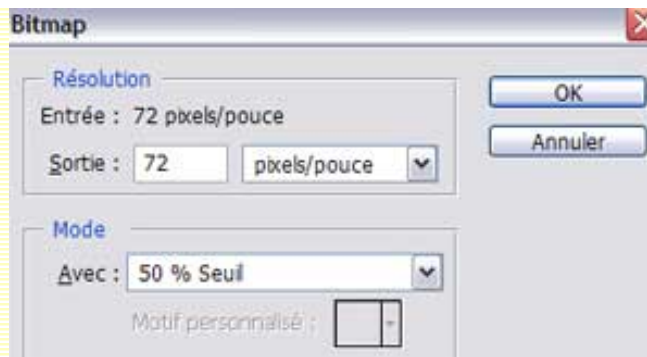 Bitmap
Résolution
Entrée : 72 pixels/pouce
Sortie : 72 pixels/pouce
OK
Annuler
Mode
Avec : 50 % Seuil
Motif personnalisé :